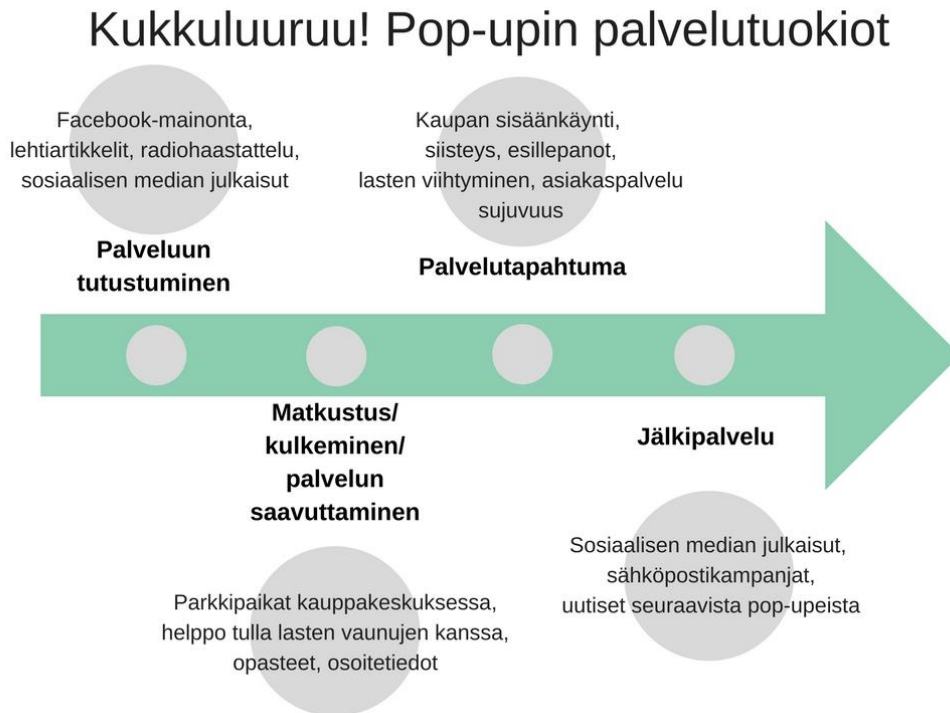 Kukkuluuruu! Pop-upin palvelutuokiot
Facebook-mainonta,
lehtiartikkelit, radiohaastattelu,
sosiaalisen median julkaisut
Palveluun
tutustuminen
Matkustus/
kulkeminen/
palvelun
saavuttaminen
Parkkipaikat kauppakeskuksessa,
helppo tulla lasten vaunujen kanssa,
opasteet, osoitetiedot
Kaupan sisäänkäynti,
siisteys, esillepanot,
lasten viihtyminen, asiakaspalvelu
sujuvuus
Palvelutapahtuma
Jälkipalvelu
Sosiaalisen median julkaisut,
sähköpostikampanjat,
uutiset seuraavista pop-upeista